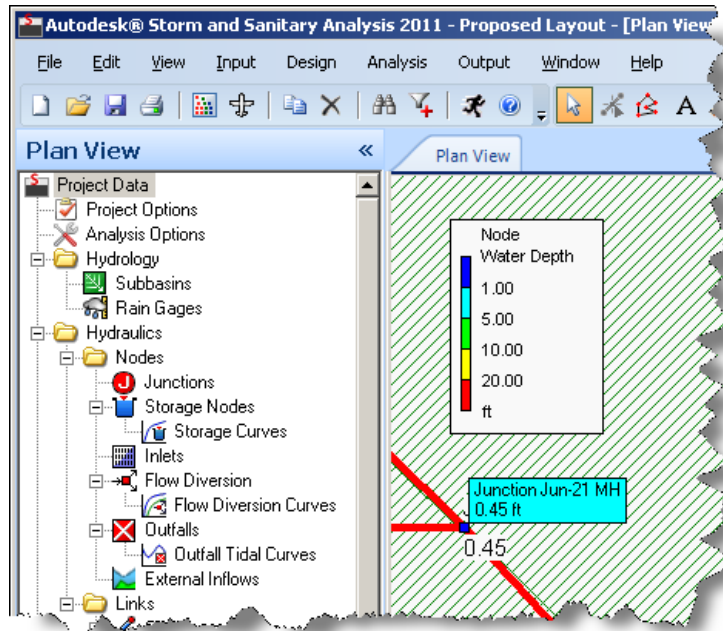 Autodesk® Storm and Sanitary Analysis 2011 - Proposed Layout - [Plan View
File Edit View Input Design Analysis Output Window Help
A
Plan View «
Plan View
Project Data
Project Options
Analysis Options
Hydrology
Subbasins
Rain Gages
Hydraulics
Nodes
J Junctions
Storage Nodes
Storage Curves
Inlets
Flow Diversion
Flow Diversion Curves
Outfalls
Outfall Tidal Curves
External Inflows
Links
Node
Water Depth
1.00
5.00
10.00
20.00
ft
Junction Jun-21 MH
0.45 ft
0.45